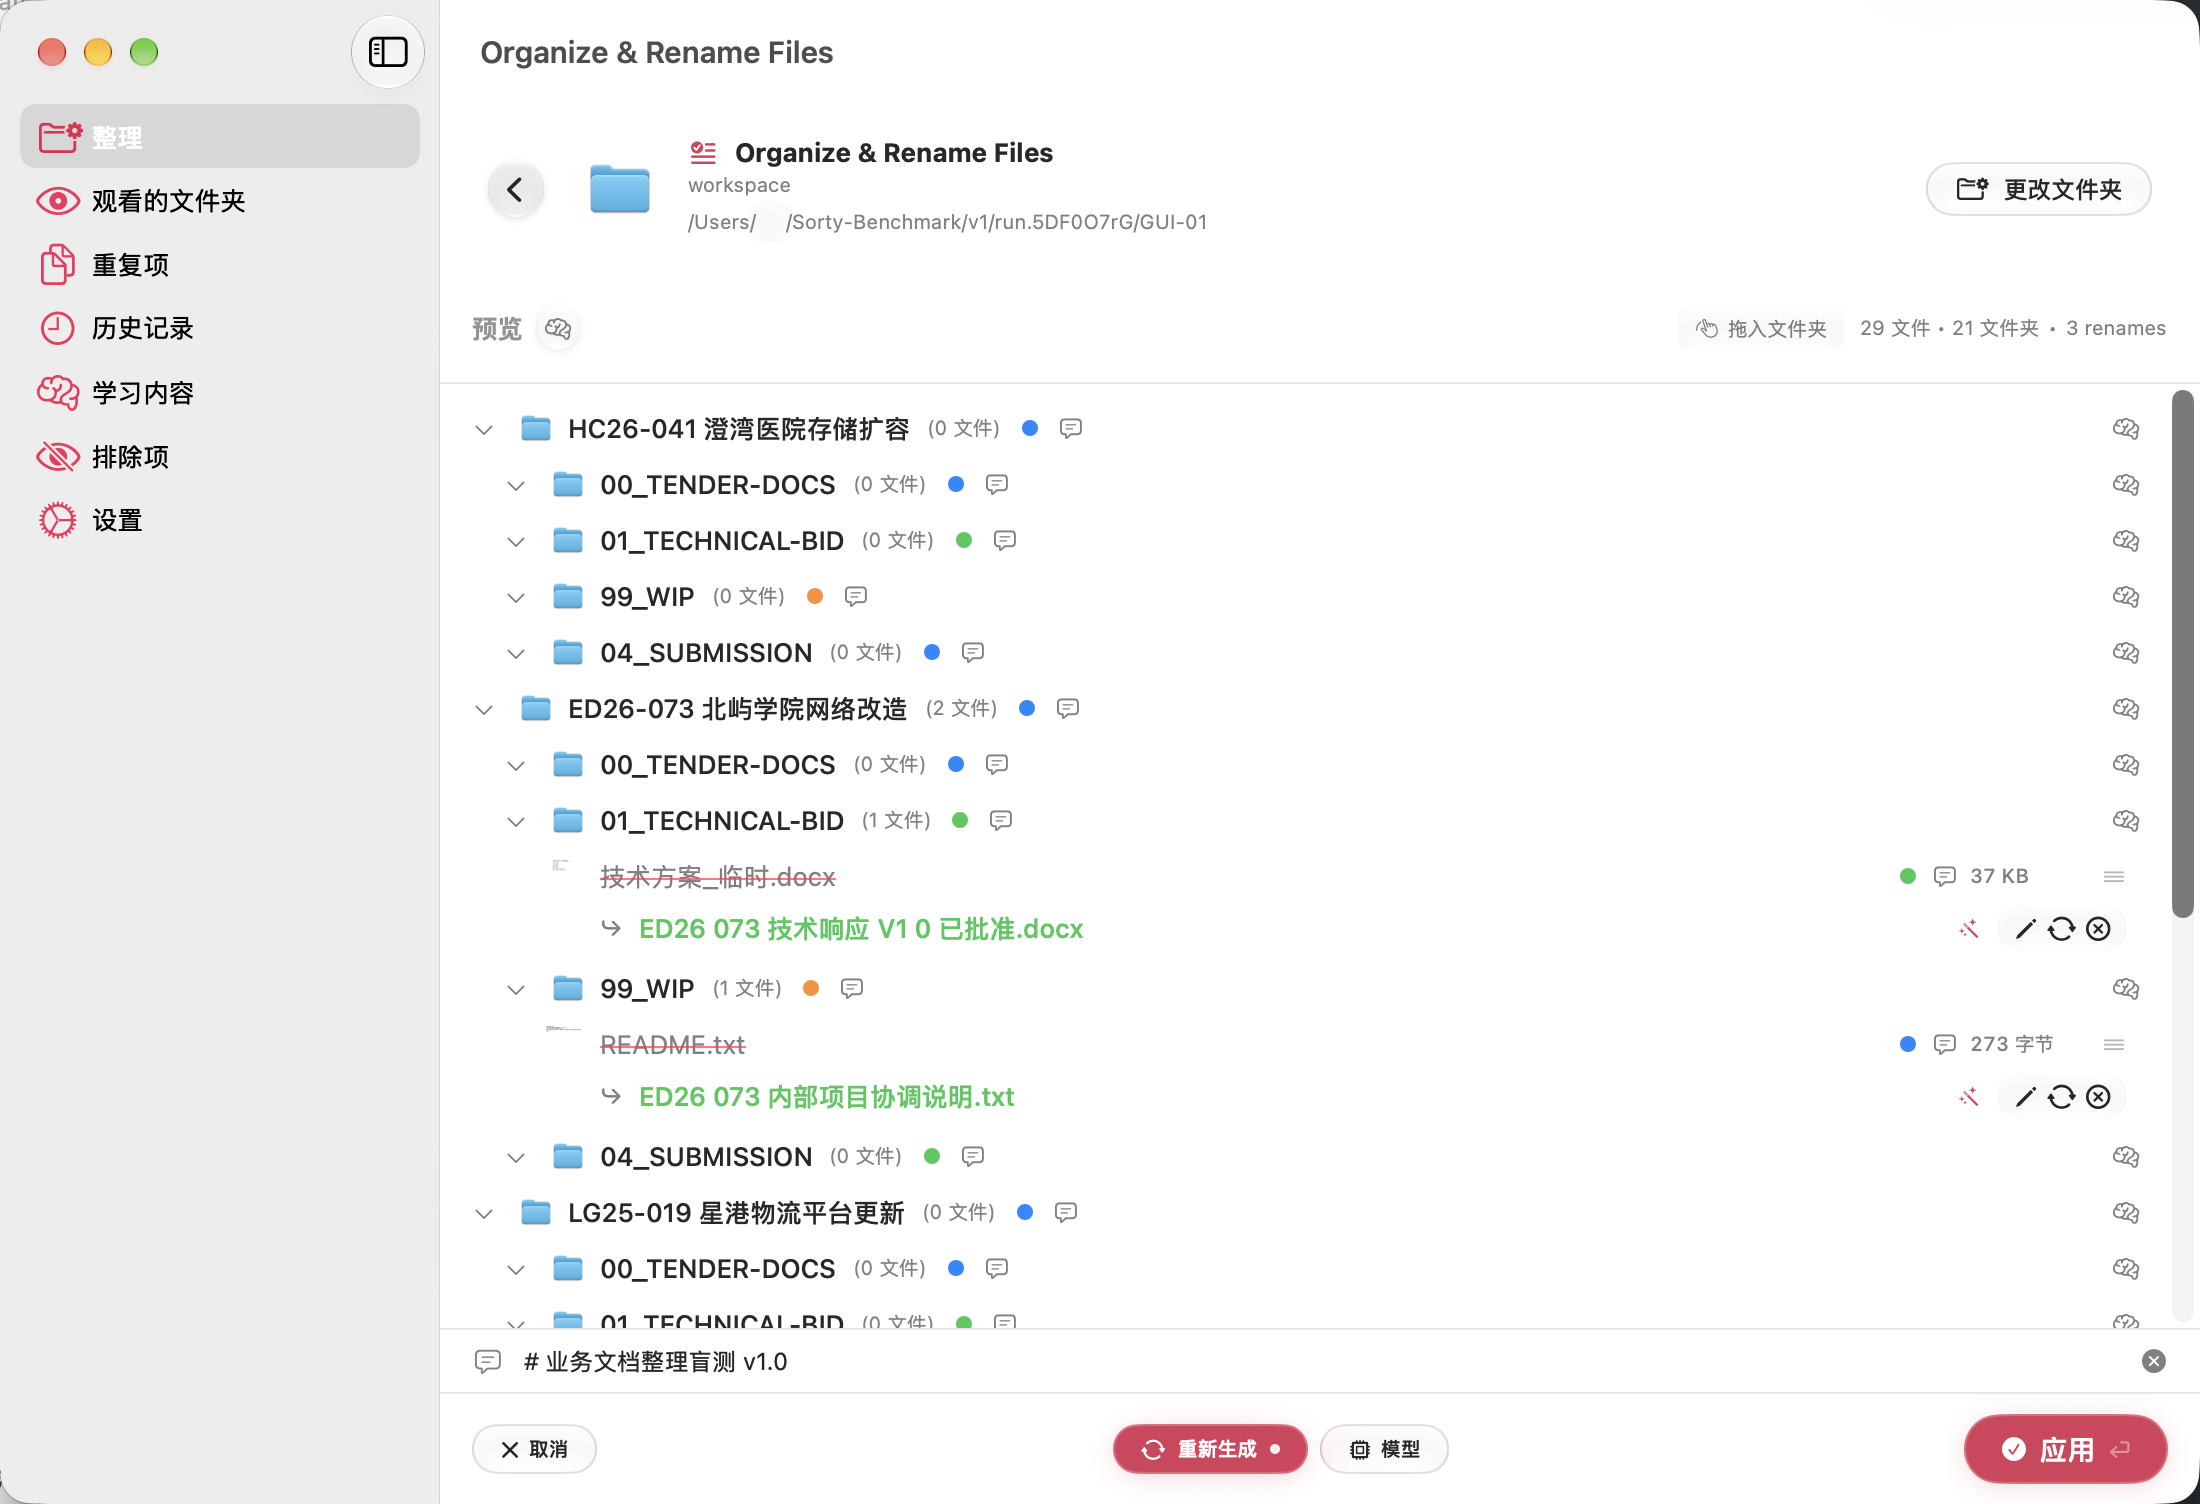 Organize & Rename Files
整理
观看的文件夹
重复项
历史记录
学习内容
排除项
设置
Organize & Rename Files
workspace
/Users/ /Sorty-Benchmark/v1/run.5DF0O7rG/GUI-01
更改文件夹
预览
拖入文件夹
29 文件 • 21 文件夹 • 3 renames
HC26-041 澄湾医院存储扩容 (0 文件)
00_TENDER-DOCS (0 文件)
01_TECHNICAL-BID (0 文件)
99_WIP (0 文件)
04_SUBMISSION (0 文件)
ED26-073 北屿学院网络改造 (2 文件)
00_TENDER-DOCS (0 文件)
01_TECHNICAL-BID (1 文件)
技术方案_临时.docx 37 KB
ED26 073 技术响应 V1 0 已批准.docx
99_WIP (1 文件)
README.txt 273 字节
ED26 073 内部项目协调说明.txt
04_SUBMISSION (0 文件)
LG25-019 星港物流平台更新 (0 文件)
00_TENDER-DOCS (0 文件)
01_TECHNICAL-BID (0 文件)
# 业务文档整理盲测 v1.0
取消
重新生成
模型
应用